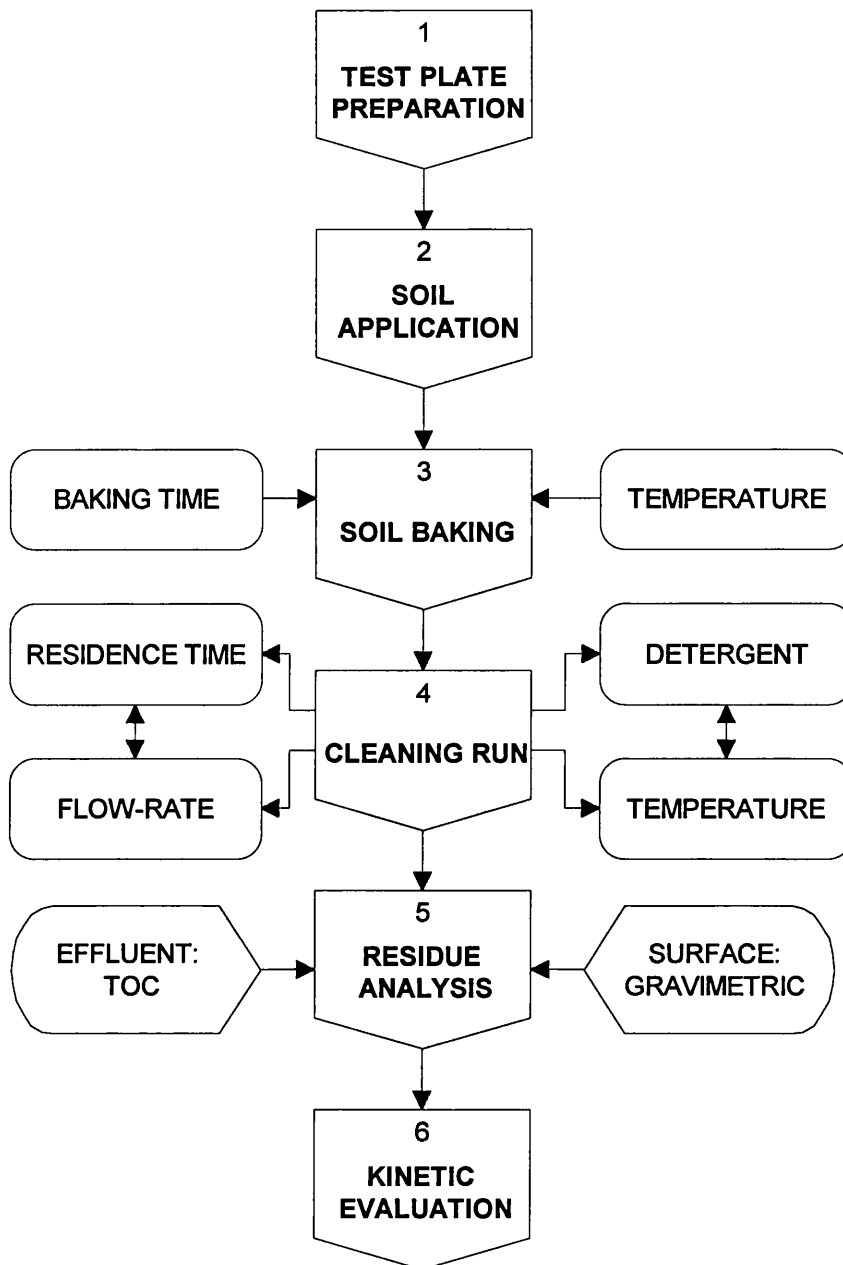 1
TEST PLATE
PREPARATION
2
SOIL
APPLICATION
BAKING TIME
3
SOIL BAKING
TEMPERATURE
RESIDENCE TIME
DETERGENT
4
CLEANING RUN
FLOW-RATE
TEMPERATURE
EFFLUENT:
TOC
5
RESIDUE
ANALYSIS
SURFACE:
GRAVIMETRIC
6
KINETIC
EVALUATION